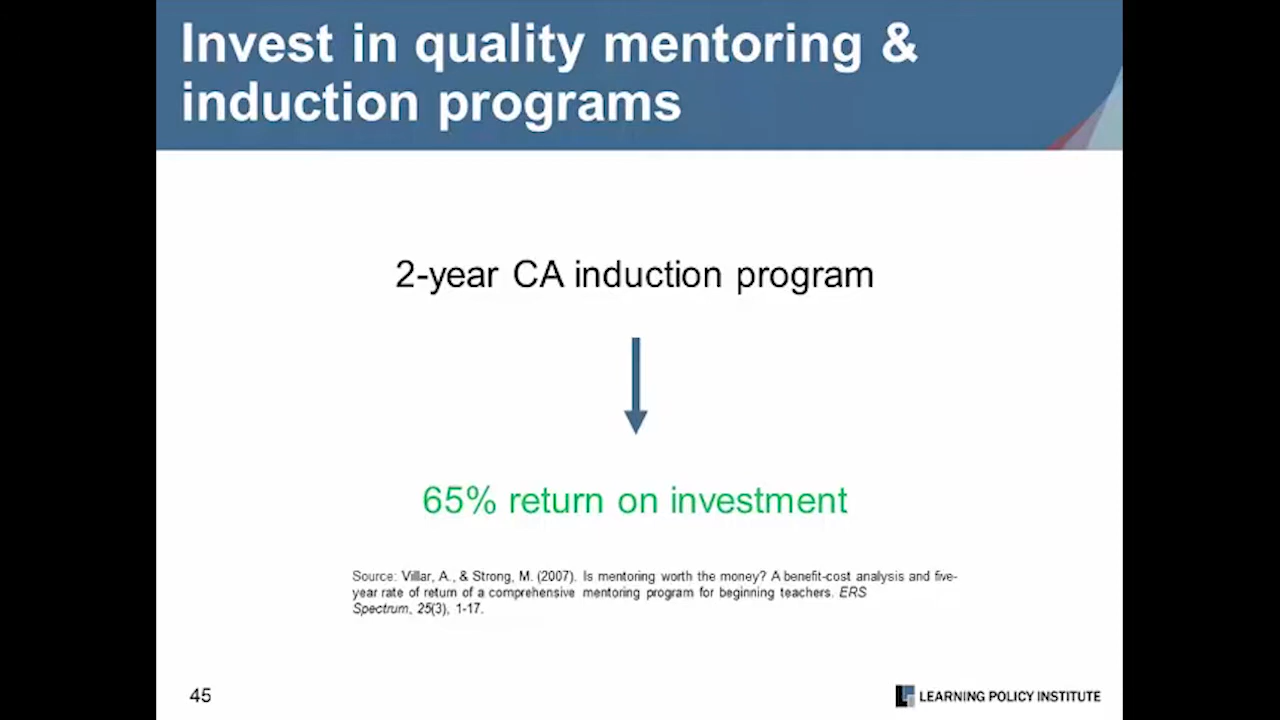 Invest in quality mentoring &
induction programs
2-year CA induction program
65% return on investment
Source: Villar, A., & Strong, M. (2007). Is mentoring worth the money? A benefit-cost analysis and five-
year rate of return of a comprehensive mentoring program for beginning teachers. ERS
Spectrum, 25(3), 1-17.
45
LEARNING POLICY INSTITUTE